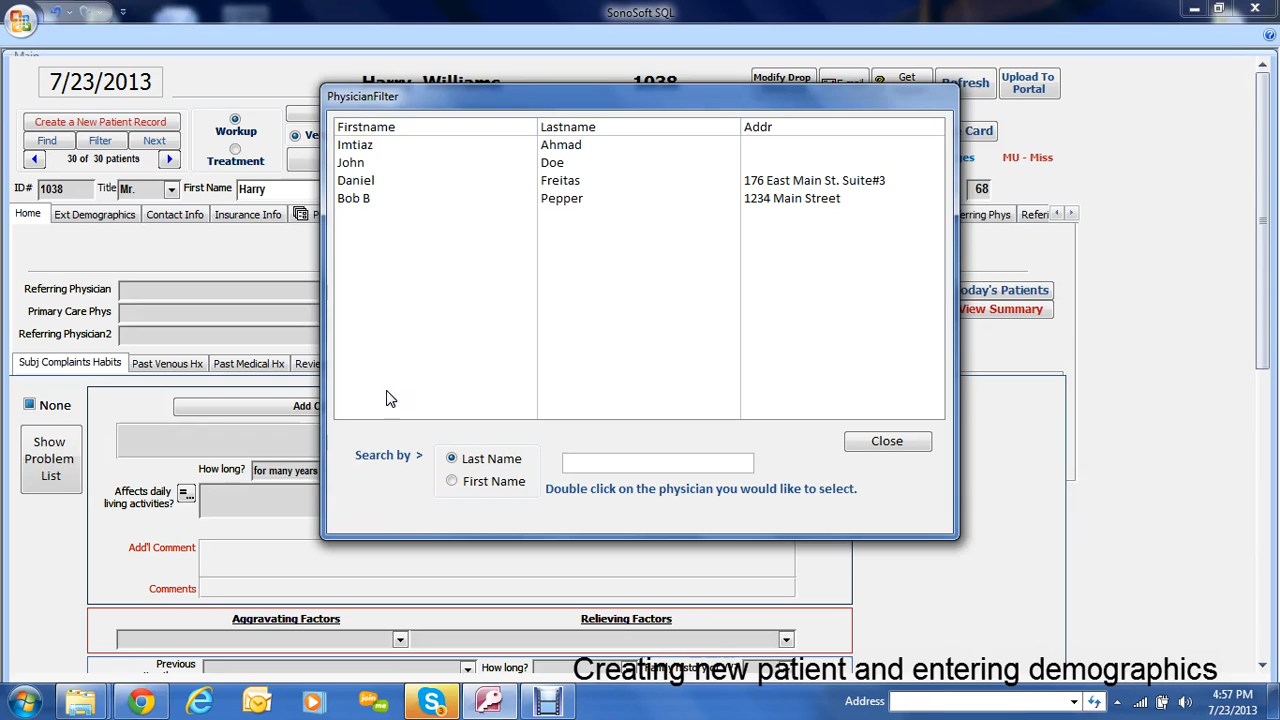 SonoSoft SQL
Main
7/23/2013
Harry Williams
1038
Modify Drop
E-mail
Get
Refresh
Upload To
Portal
PhysicianFilter
Firstname Lastname Addr
Imtiaz Ahmad
John Doe
Daniel Freitas 176 East Main St. Suite#3
Bob B Pepper 1234 Main Street
Search by >
Last Name
First Name
Close
Double click on the physician you would like to select.
Create a New Patient Record
Find Filter Next
30 of 30 patients
Workup
Treatment
Card
MU - Miss
ID# 1038 Title Mr. First Name Harry
68
Home Ext Demographics Contact Info Insurance Info
Phys
Referring Physician
Primary Care Phys
Referring Physician2
Today's Patients
View Summary
Subj Complaints Habits Past Venous Hx Past Medical Hx
None
Show
Problem
List
How long? for many years
Affects daily
living activities?
Add'l Comment
Comments
Aggravating Factors Relieving Factors
Previous
How long?
Creating new patient and entering demographics
Address
4:57 PM
7/23/2013